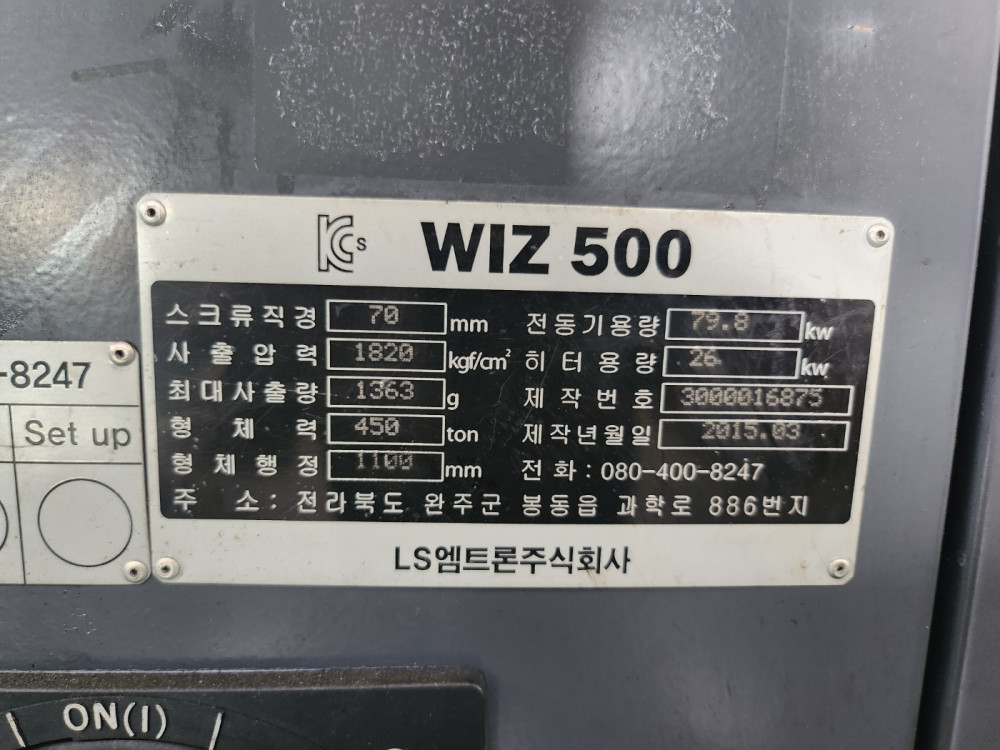 KCs WIZ 500
스크류직경 70 mm 전동기용량 79.8 kw
사출압력 1820 kgf/cm² 히터용량 26 kw
최대사출량 1363 g 제작번호 3000016875
형체력 450 ton 제작년월일 2015.03
형체행정 1100 mm 전화 : 080-400-8247
주 소 : 전라북도 완주군 봉동읍 과학로 886번지
LS엠트론주식회사
-8247
Set up
ON(I)